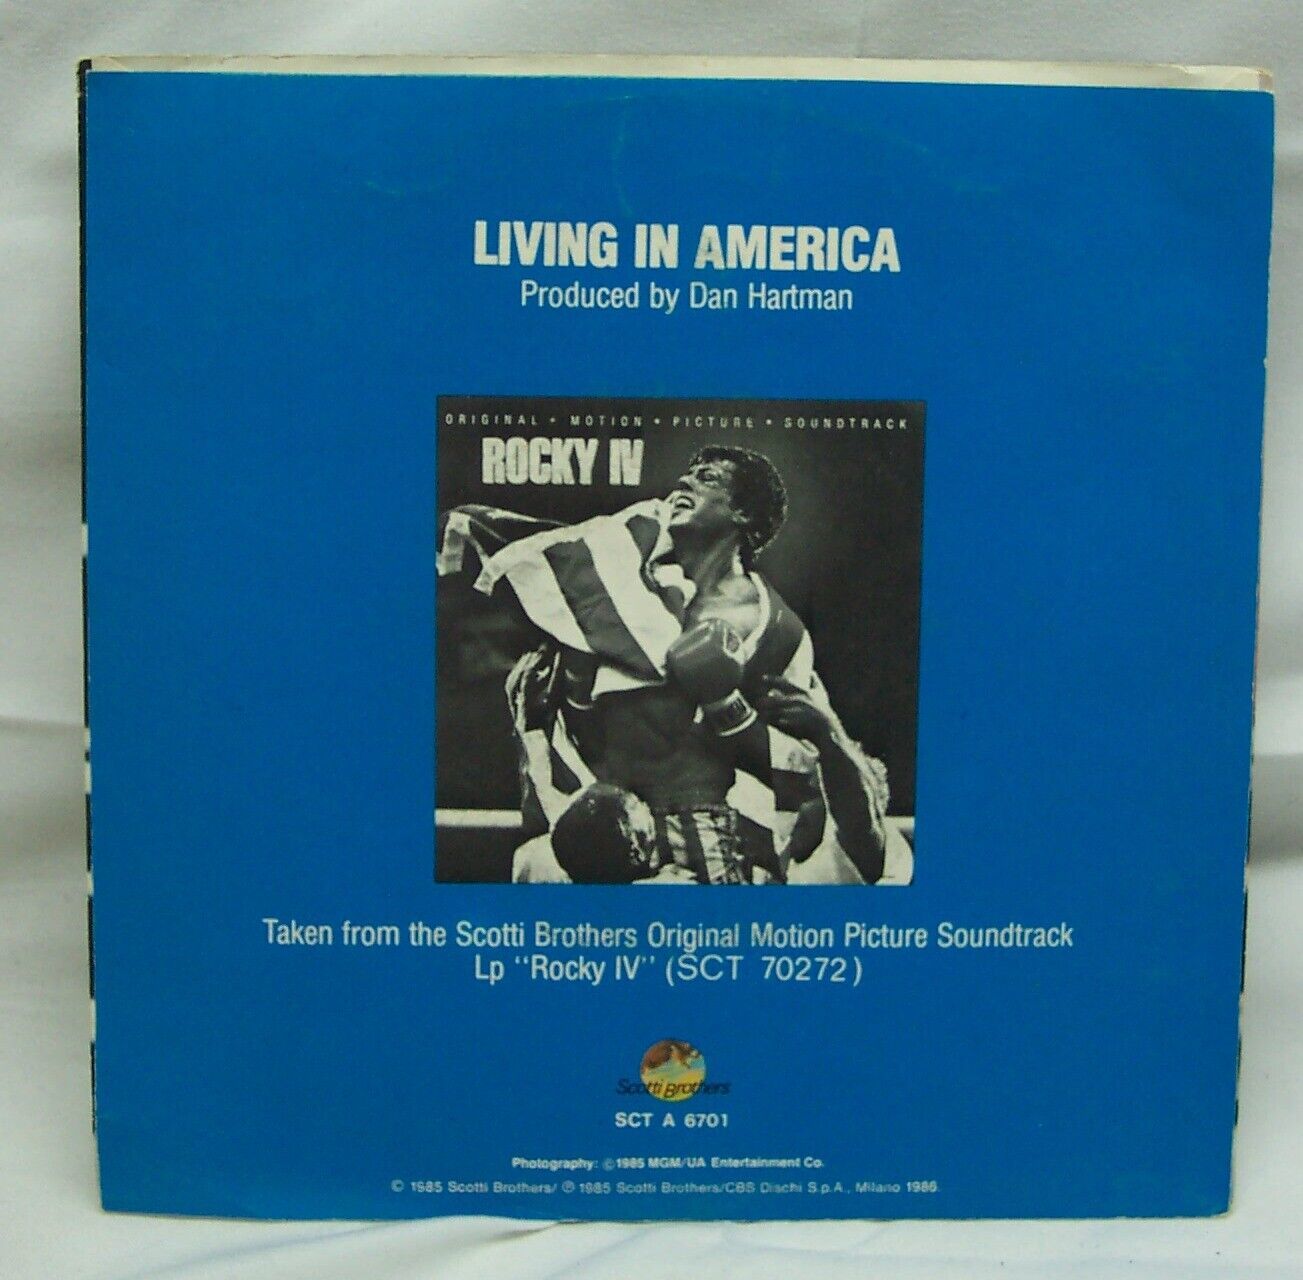 LIVING IN AMERICA
Produced by Dan Hartman
ORIGINAL • MOTION • PICTURE • SOUNDTRACK
ROCKY IV
Taken from the Scotti Brothers Original Motion Picture Soundtrack
Lp "Rocky IV" (SCT 70272)
Scotti Brothers
SCT A 6701
Photography: © 1985 MGM/UA Entertainment Co.
© 1985 Scotti Brothers/ ℗ 1985 Scotti Brothers/CBS Dischi S.p.A., Milano 1986.